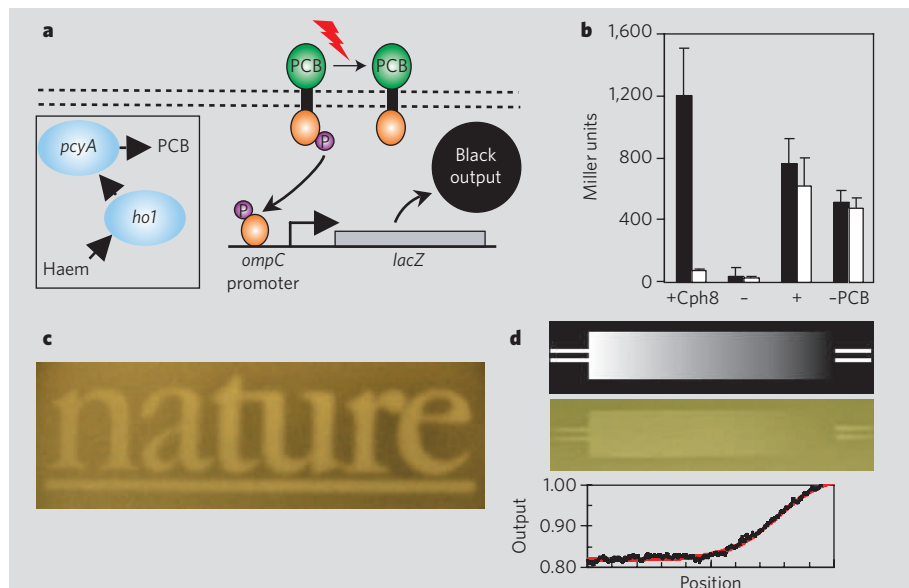 a
PCB
PCB
P
pcyA
PCB
ho1
Haem
P
Black
output
ompC
promoter
lacZ
b
1,600
1,200
800
400
0
Miller units
+Cph8
–
+
–PCB
c
nature
d
1.00
0.90
0.80
Output
Position